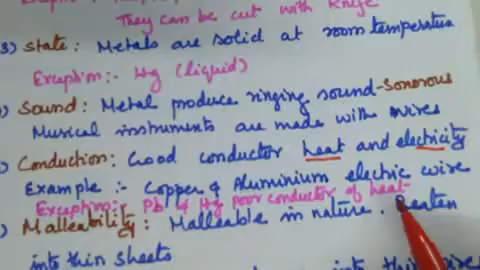 They can be cut with Knife
3) State: Metals are solid at room temperature
Exception:- Hg (liquid)
) Sound: Metal produce ringing sound-Sonorous
Musical instruments are made with wires
) Conduction: Good conductor heat and electricity
Example :- Copper & Aluminium electric wire
Exception:- Pb & Hg poor conductor of heat
) Malleability: Malleable in nature. Beaten
into thin sheets
into thin